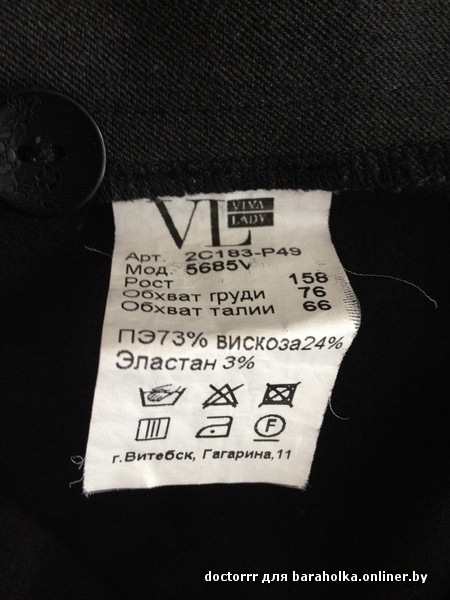 VL VIVA
LADY
Арт. 2С183-Р49
Мод. 5685V
Рост 158
Обхват груди 76
Обхват талии 66
ПЭ73% вискоза24%
Эластан 3%
г.Витебск, Гагарина,11
doctorrr для baraholka.onliner.by